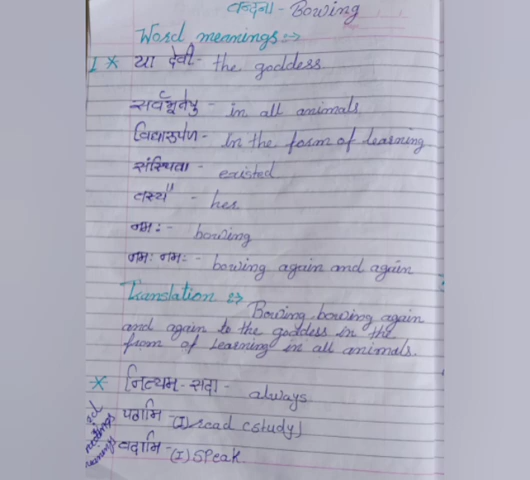 वन्दना - Bowing
Word meanings :->
I * या देवी - the goddess
सर्वभूतेषु - in all animals
विद्यारूपेण - in the form of learning
संस्थिता - existed
तस्यै - her
नमः - bowing
नमः नमः - bowing again and again
Translation :->
Bowing, bowing again
and again to the goddess in the
from of learning in all animals.
* नित्यम - सदा - always
पठामि - (I) read (study)
वदामि - (I) speak
meanings